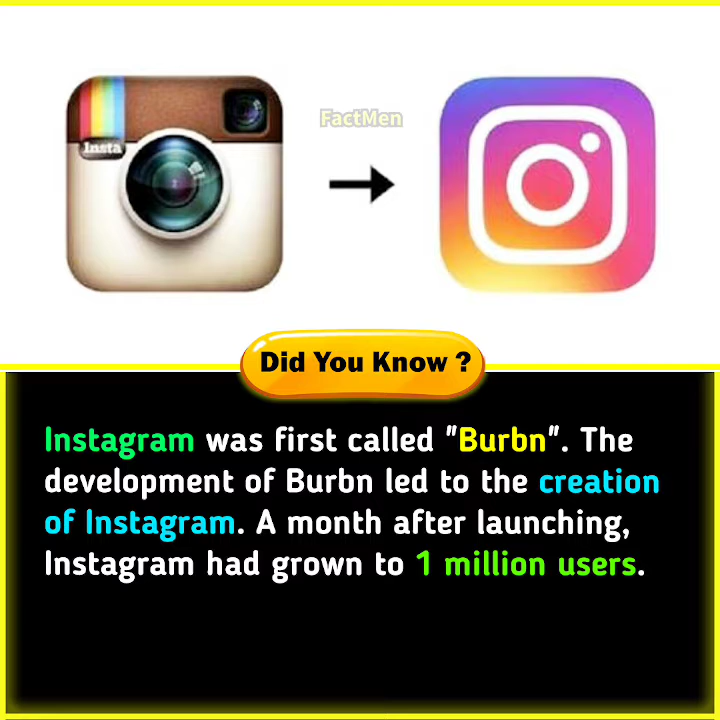 FactMen
Insta
Did You Know ?
Instagram was first called "Burbn". The
development of Burbn led to the creation
of Instagram. A month after launching,
Instagram had grown to 1 million users.